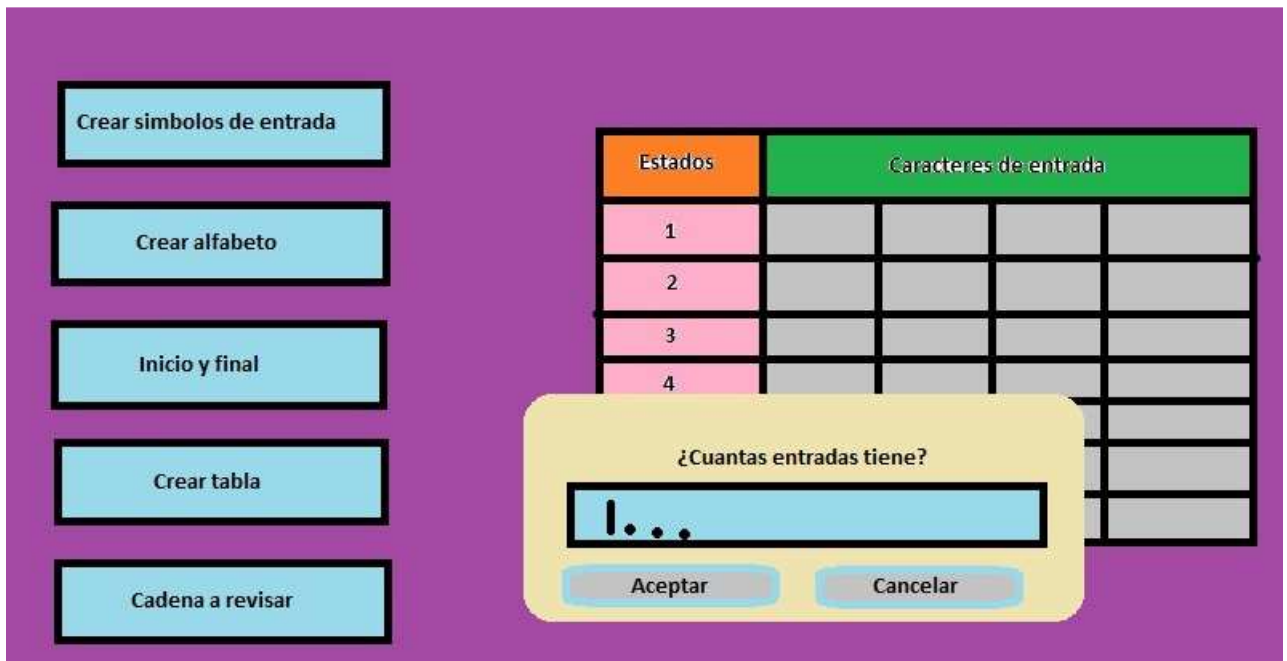 Crear simbolos de entrada
Crear alfabeto
Inicio y final
Crear tabla
Cadena a revisar
Estados
Caracteres de entrada
1
2
3
4
¿Cuantas entradas tiene?
I...
Aceptar
Cancelar